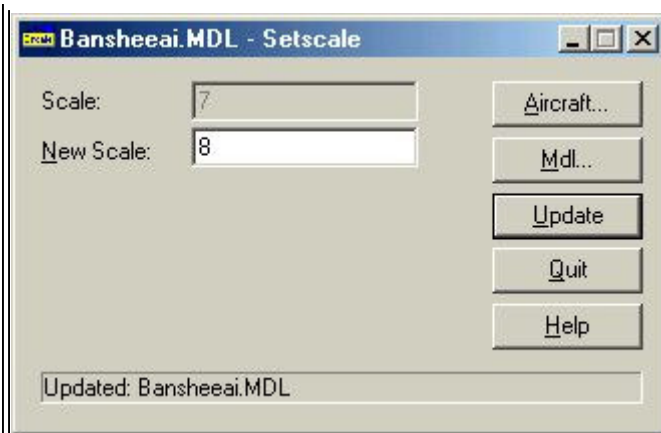 Bansheeai.MDL - Setscale
Scale: 7
New Scale: 8
Aircraft...
Mdl...
Update
Quit
Help
Updated: Bansheeai.MDL